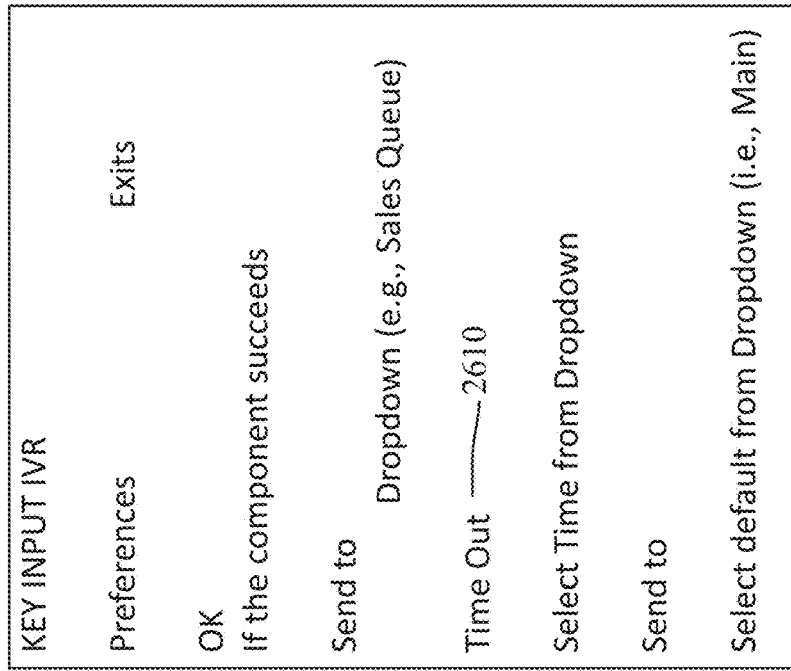 KEY INPUT IVR
Preferences Exits
OK
If the component succeeds
Send to
Dropdown (e.g., Sales Queue)
Time Out 2610
Select Time from Dropdown
Send to
Select default from Dropdown (i.e., Main)